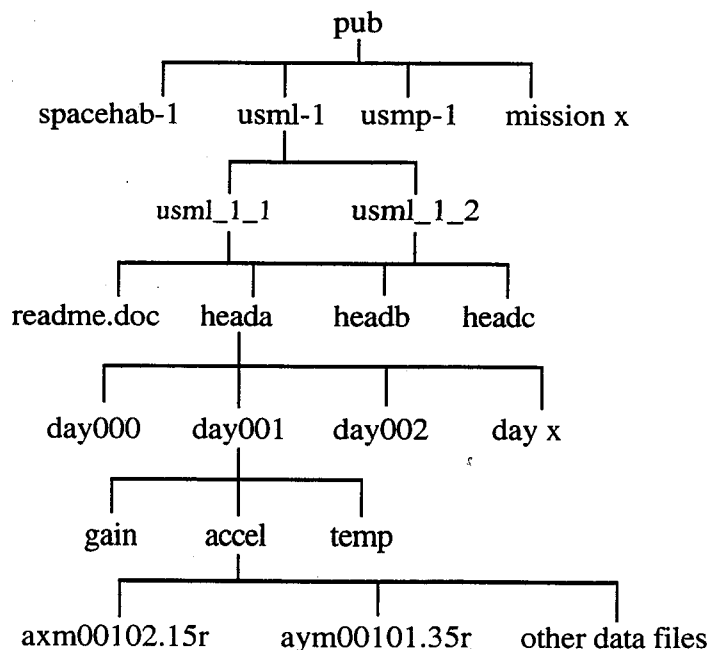 pub
spacehab-1 usml-1 usmp-1 mission x
usml_1_1 usml_1_2
readme.doc heada headb headc
day000 day001 day002 day x
gain accel temp
axm00102.15r aym00101.35r other data files